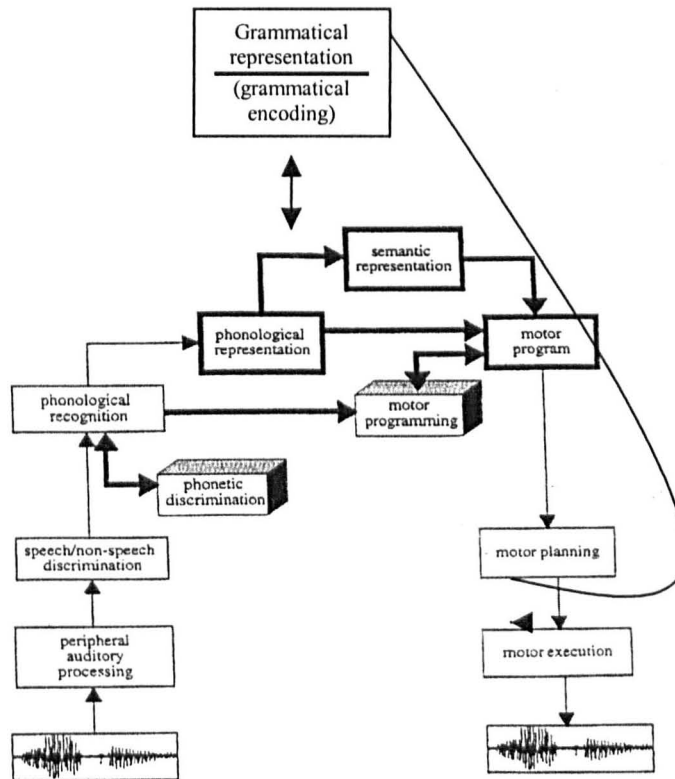 Grammatical
representation
(grammatical
encoding)
semantic
representation
phonological
representation
motor
program
phonological
recognition
motor
programming
phonetic
discrimination
speech/non-speech
discrimination
motor planning
peripheral
auditory
processing
motor execution